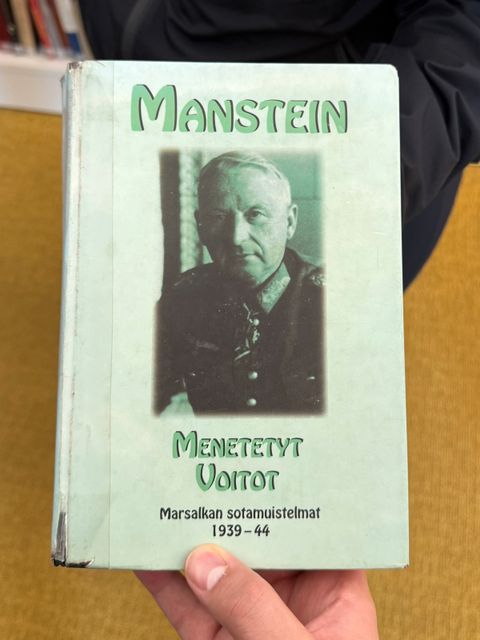 MANSTEIN
MENETETYT
VOITOT
Marsalkan sotamuistelmat
1939–44